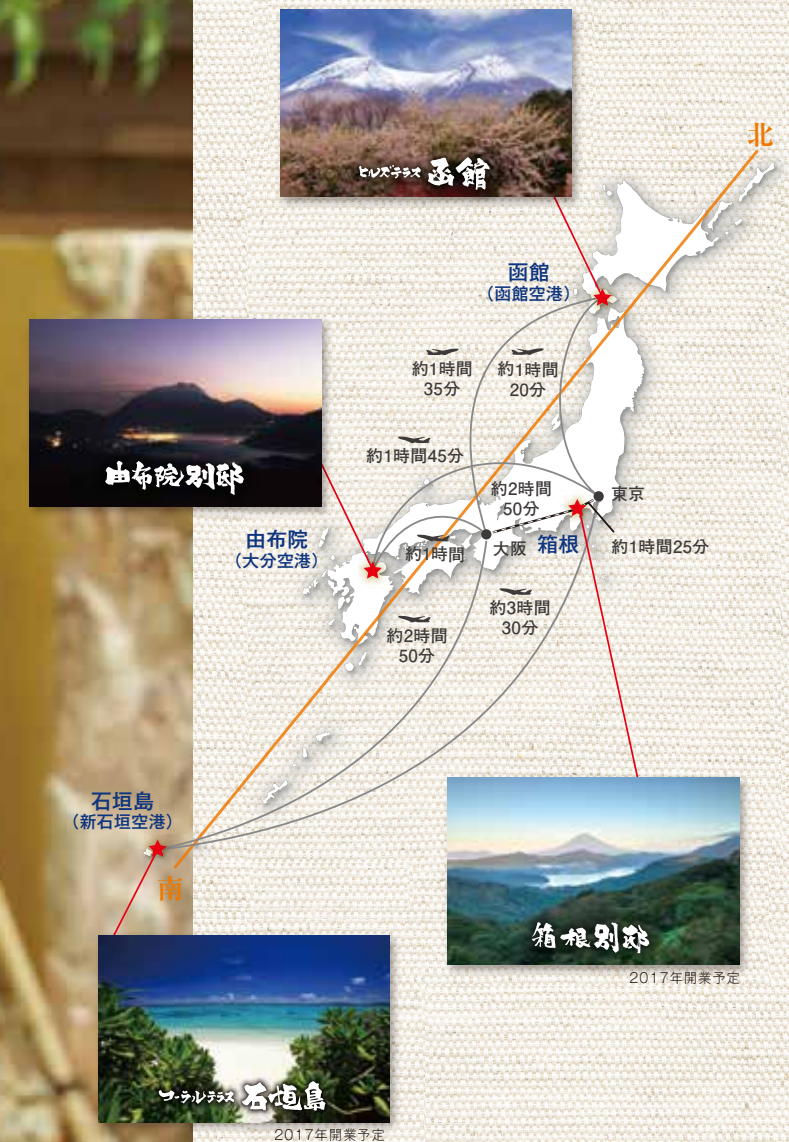 ヒルズテラス 函館
北
函館
（函館空港）
約1時間
35分
約1時間
20分
由布院別邸
約1時間45分
約2時間
50分
東京
由布院
（大分空港）
約1時間
大阪
箱根
約1時間25分
約2時間
50分
約3時間
30分
石垣島
（新石垣空港）
南
箱根別邸
2017年開業予定
コーラルテラス 石垣島
2017年開業予定